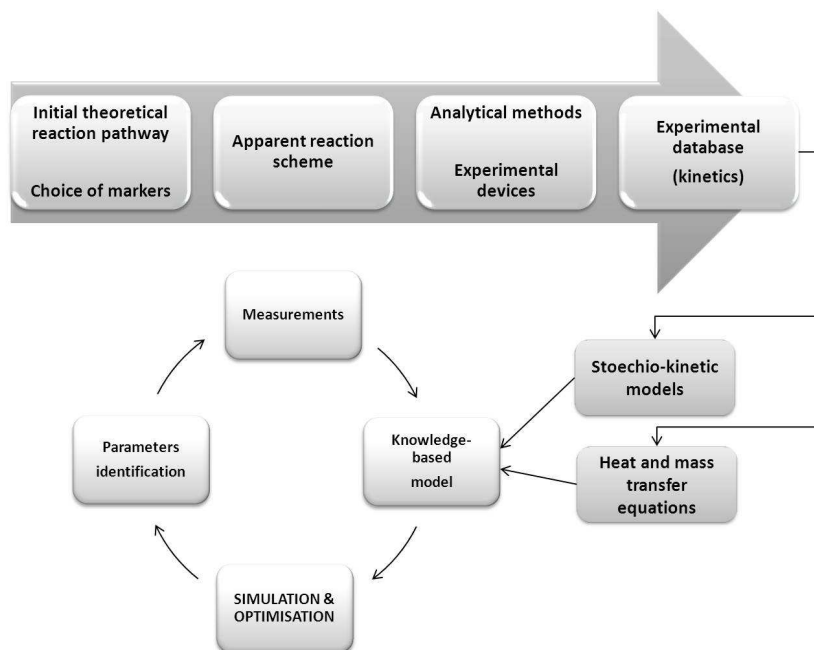 Initial theoretical
reaction pathway
Choice of markers
Apparent reaction
scheme
Analytical methods
Experimental
devices
Experimental
database
(kinetics)
Measurements
Stoechio-kinetic
models
Parameters
identification
Knowledge-
based
model
Heat and mass
transfer
equations
SIMULATION &
OPTIMISATION